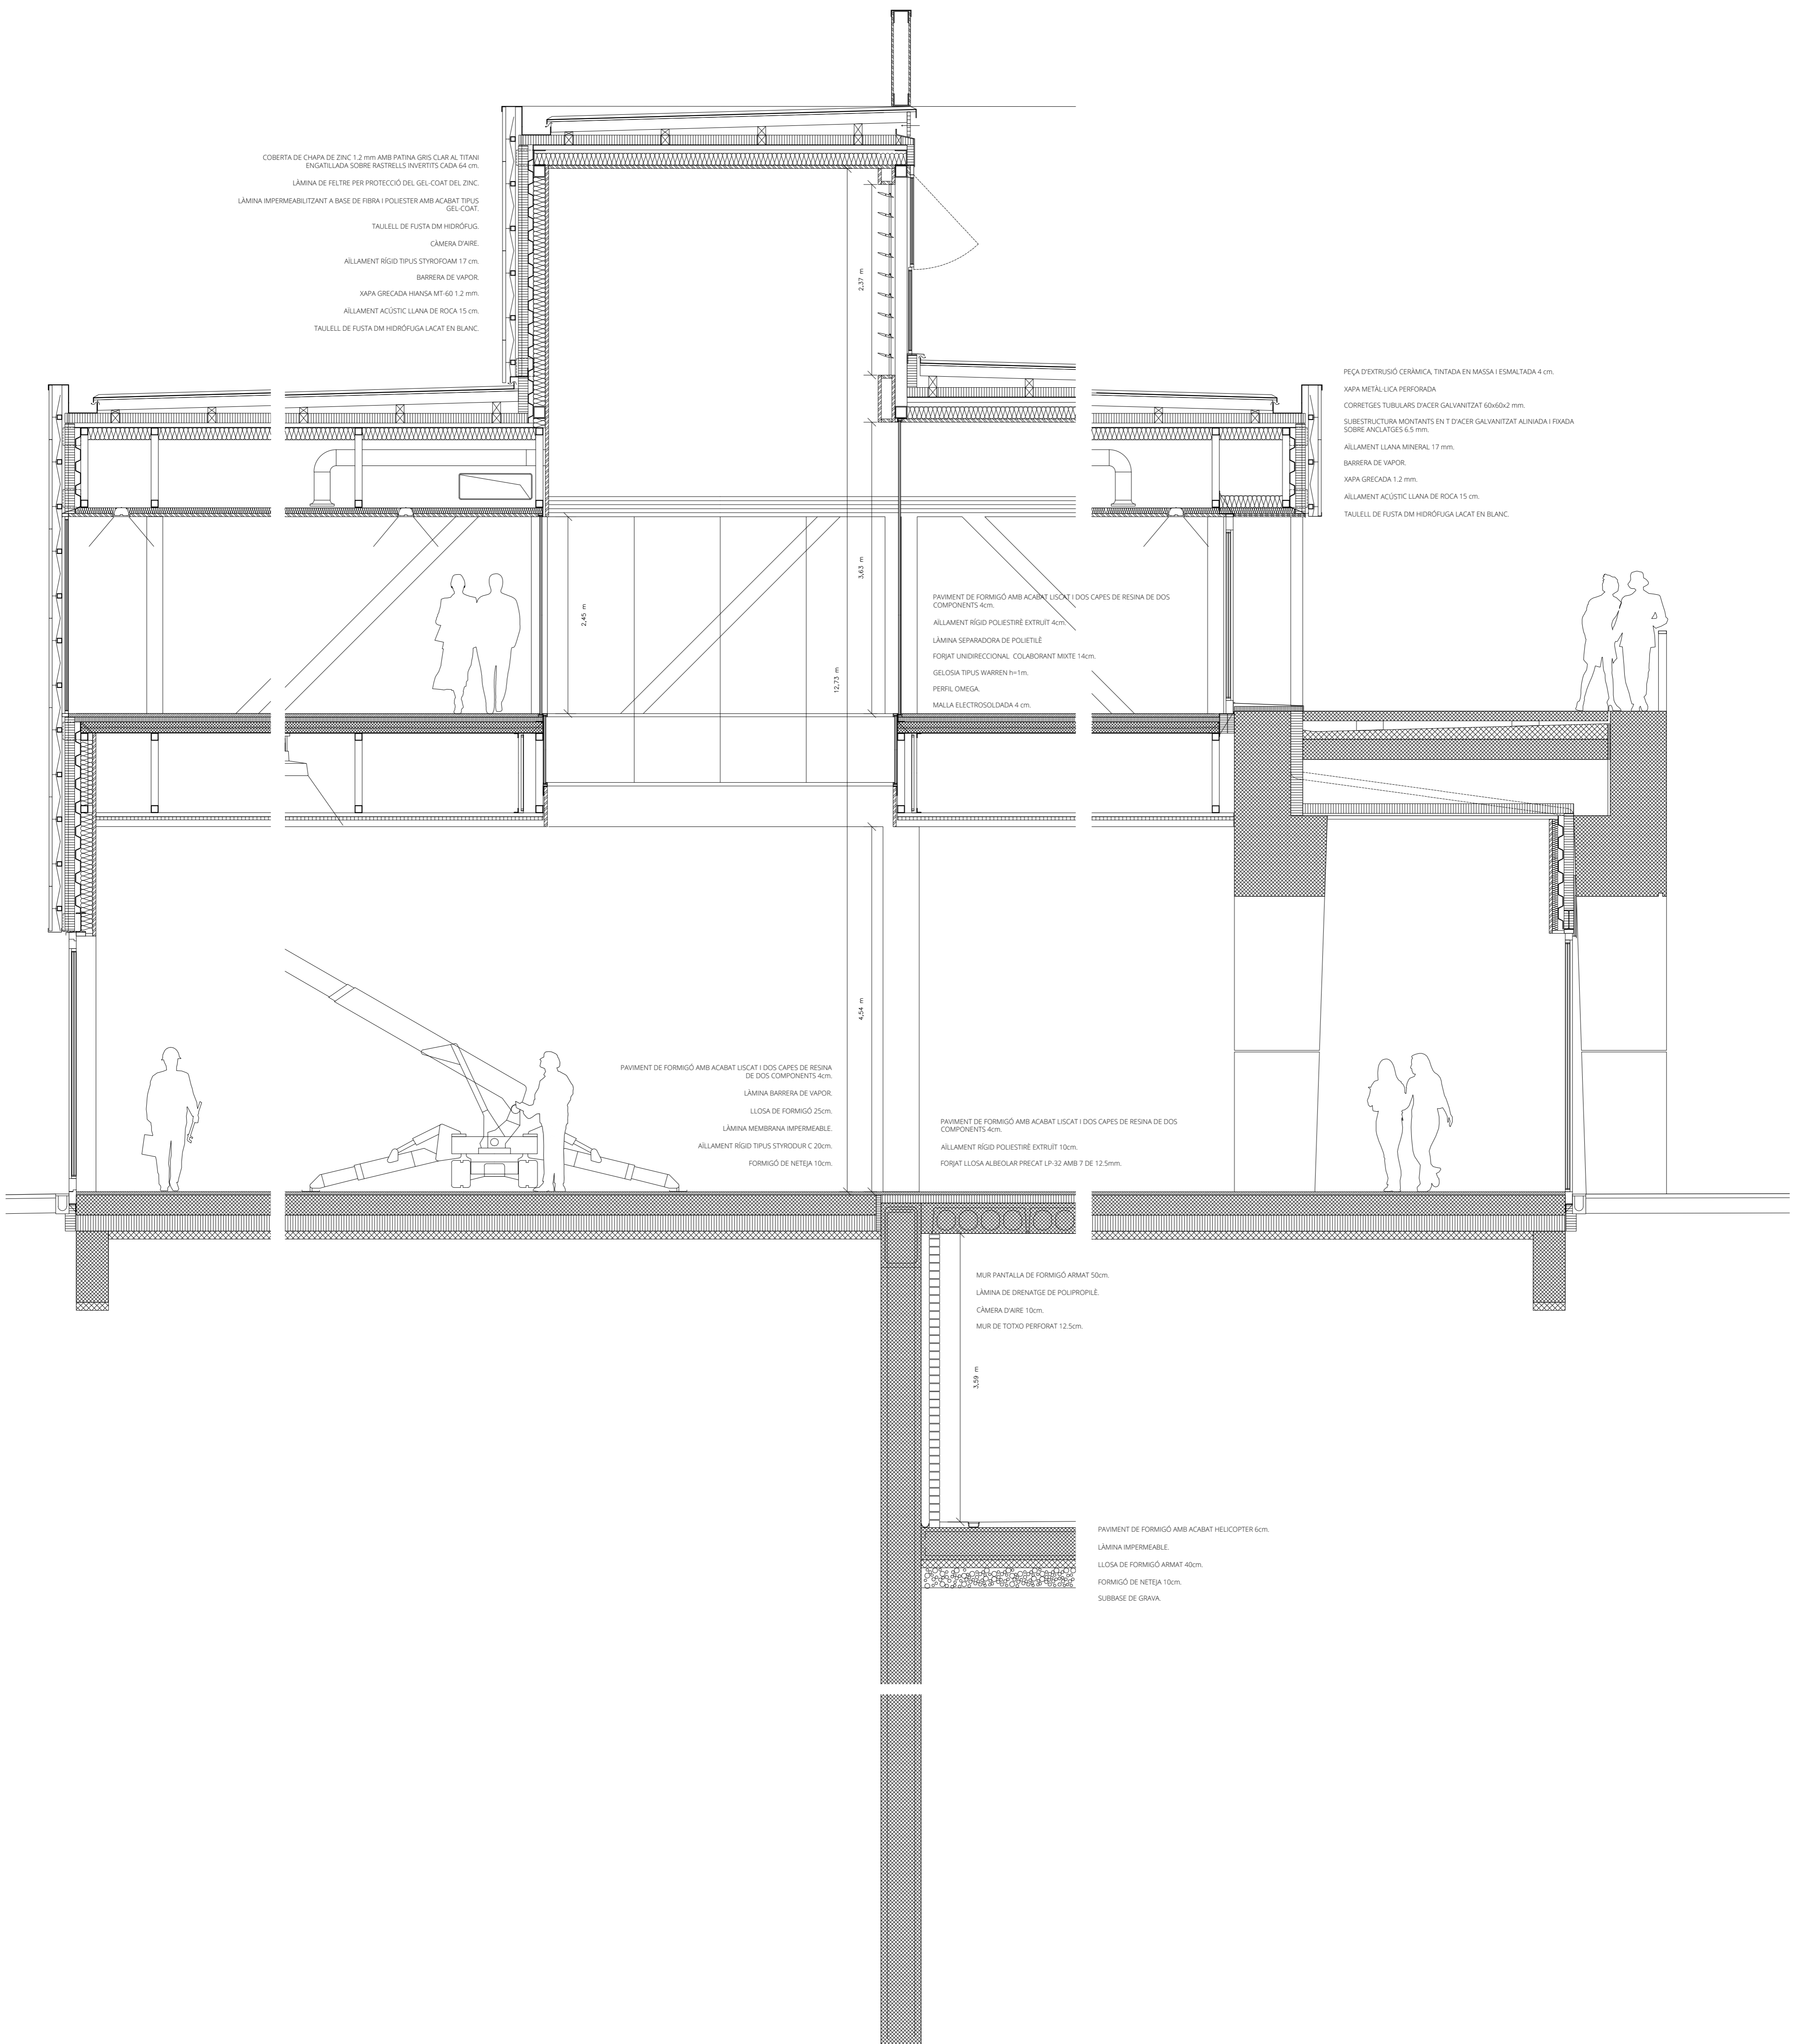 COBERTA DE CHAPA DE ZINC 1.2 mm AMB PATINA GRIS CLAR AL TITANI
ENGATILLADA SOBRE RASTRELLS INVERTITS CADA 64 cm.
LÀMINA DE FELTRE PER PROTECCIÓ DEL GEL-COAT DEL ZINC.
LÀMINA IMPERMEABILITZANT A BASE DE FIBRA I POLIESTER AMB ACABAT TIPUS
GEL-COAT.
TAULELL DE FUSTA DM HIDRÒFUG.
CÀMERA D'AIRE.
AÏLLAMENT RÍGID TIPUS STYROFOAM 17 cm.
BARRERA DE VAPOR.
XAPA GRECADA HIANSA MT-60 1.2 mm.
AÏLLAMENT ACÚSTIC LLANA DE ROCA 15 cm.
TAULELL DE FUSTA DM HIDRÒFUGA LACAT EN BLANC.
2,37 m
PEÇA D'EXTRUSIÓ CERÀMICA, TINTADA EN MASSA I ESMALTADA 4 cm.
XAPA METÀL·LICA PERFORADA
CORRETGES TUBULARS D'ACER GALVANITZAT 60x60x2 mm.
SUBESTRUCTURA MONTANTS EN T D'ACER GALVANITZAT ALINIADA I FIXADA
SOBRE ANCLATGES 6.5 mm.
AÏLLAMENT LLANA MINERAL 17 mm.
BARRERA DE VAPOR.
XAPA GRECADA 1.2 mm.
AÏLLAMENT ACÚSTIC LLANA DE ROCA 15 cm.
TAULELL DE FUSTA DM HIDRÒFUGA LACAT EN BLANC.
2,45 m
3,63 m
12,73 m
PAVIMENT DE FORMIGÓ AMB ACABAT LISCAT I DOS CAPES DE RESINA DE DOS
COMPONENTS 4cm.
AÏLLAMENT RÍGID POLIESTIRÈ EXTRUÏT 4cm.
LÀMINA SEPARADORA DE POLIETILÈ
FORJAT UNIDIRECCIONAL COLABORANT MIXTE 14cm.
GELOSIA TIPUS WARREN h=1m.
PERFIL OMEGA.
MALLA ELECTROSOLDADA 4 cm.
4,54 m
PAVIMENT DE FORMIGÓ AMB ACABAT LISCAT I DOS CAPES DE RESINA
DE DOS COMPONENTS 4cm.
LÀMINA BARRERA DE VAPOR.
LLOSA DE FORMIGÓ 25cm.
LÀMINA MEMBRANA IMPERMEABLE.
AÏLLAMENT RÍGID TIPUS STYRODUR C 20cm.
FORMIGÓ DE NETEJA 10cm.
PAVIMENT DE FORMIGÓ AMB ACABAT LISCAT I DOS CAPES DE RESINA DE DOS
COMPONENTS.4cm.
AÏLLAMENT RÍGID POLIESTIRÈ EXTRUÏT 10cm.
FORJAT LLOSA ALBEOLAR PRECAT LP-32 AMB 7 DE 12.5mm.
MUR PANTALLA DE FORMIGÓ ARMAT 50cm.
LÀMINA DE DRENATGE DE POLIPROPILÈ.
CÀMERA D'AIRE 10cm.
MUR DE TOTXO PERFORAT 12.5cm.
3,59 m
PAVIMENT DE FORMIGÓ AMB ACABAT HELICOPTER 6cm.
LÀMINA IMPERMEABLE.
LLOSA DE FORMIGÓ ARMAT 40cm.
FORMIGÓ DE NETEJA 10cm.
SUBBASE DE GRAVA.